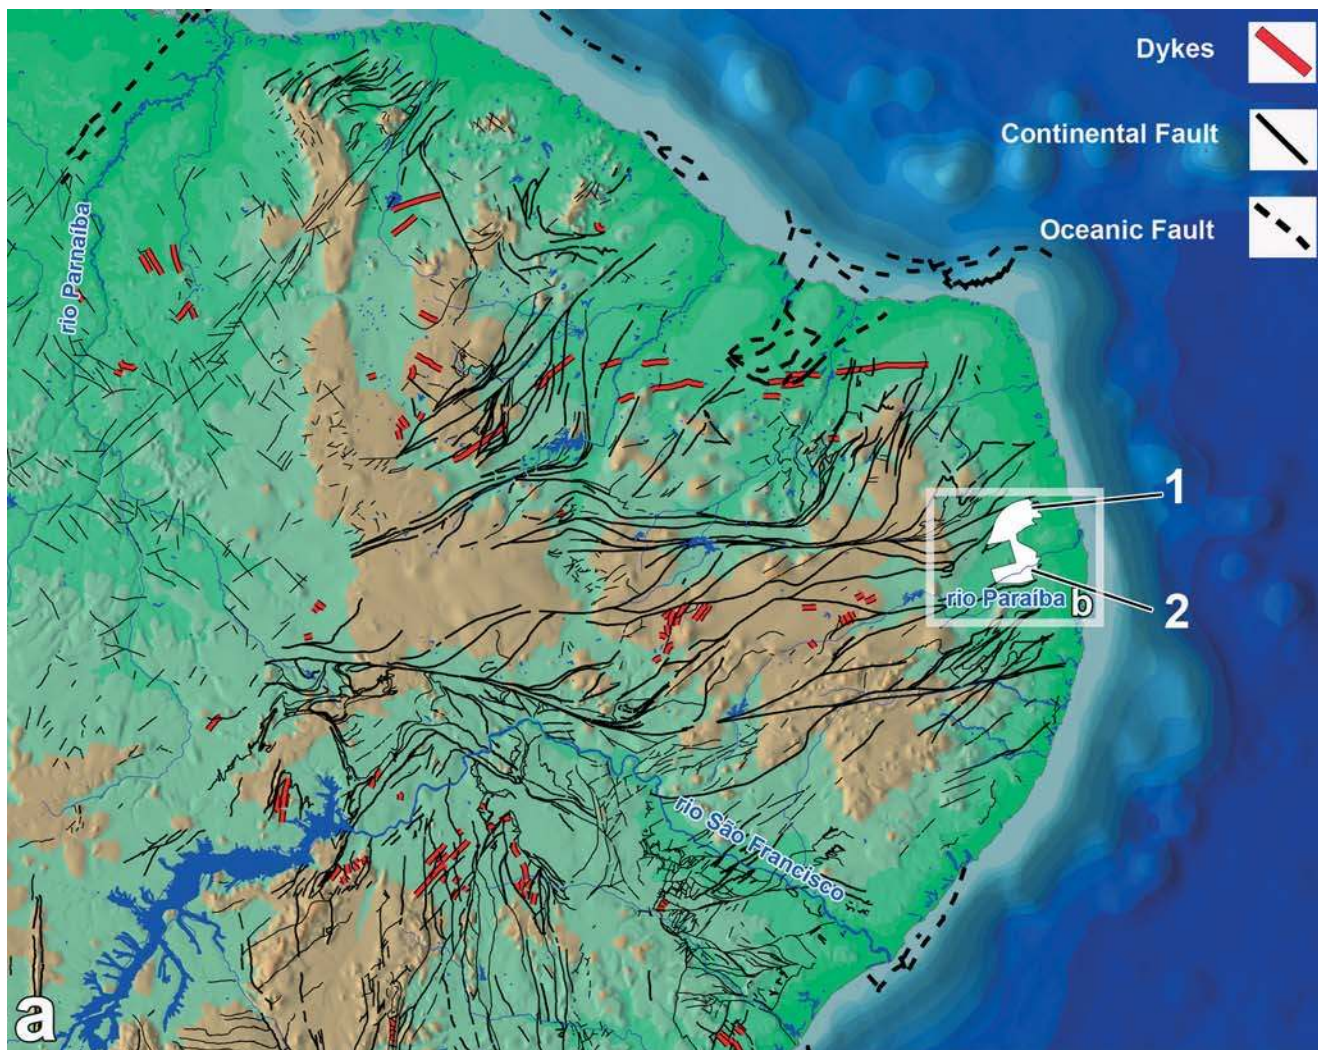 Dykes
Continental Fault
Oceanic Fault
rio Parnaíba
1
rio Paraíba
b
2
rio São Francisco
a